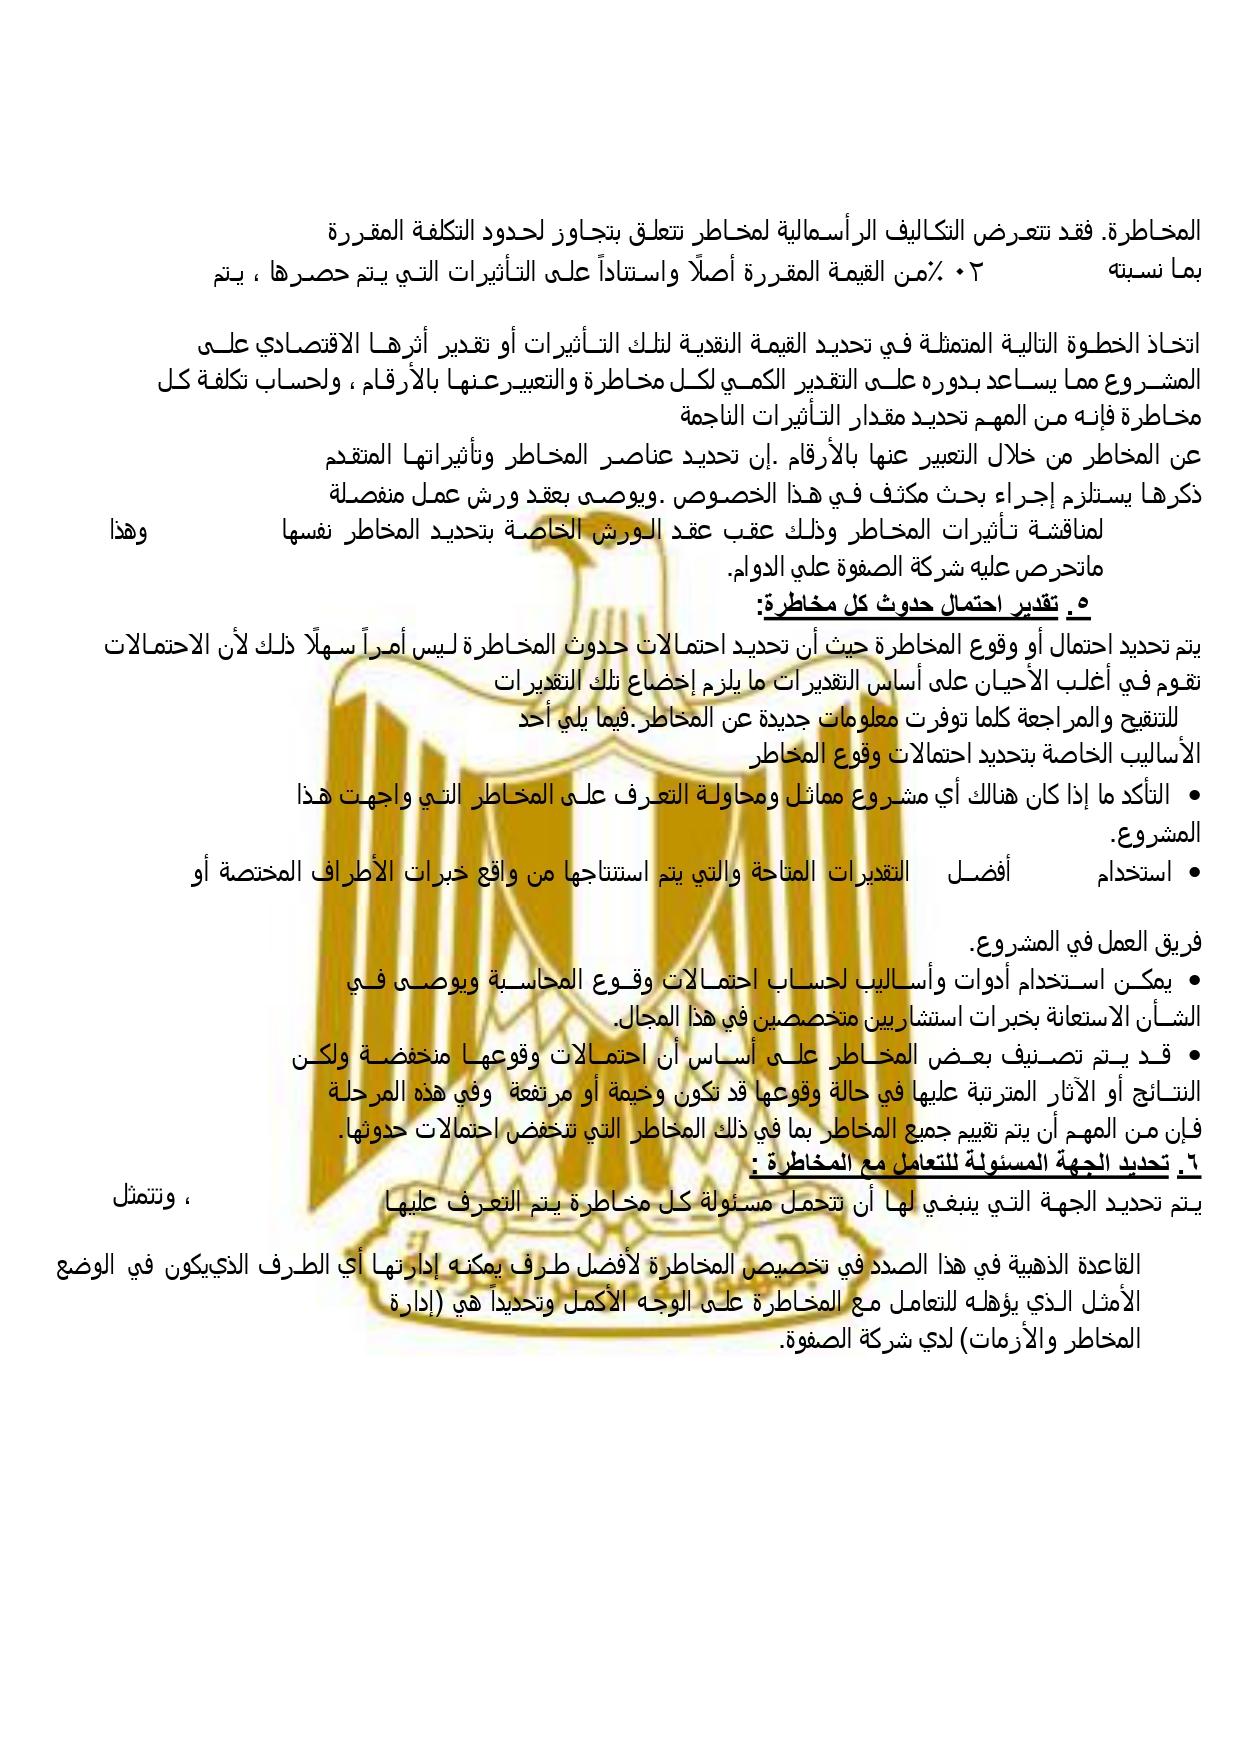 المخاطرة. فقد تتعرض التكاليف الرأسمالية لمخاطر تتعلق بتجاوز لحدود التكلفة المقررة
بما نسبته ٠٢ ٪من القيمة المقررة أصلًا واستناداً على التأثيرات التي يتم حصرها ، يتم
اتخاذ الخطوة التالية المتمثلة في تحديد القيمة النقدية لتلك التأثيرات أو تقدير أثرها الاقتصادي على
المشروع مما يساعد بدوره على التقدير الكمي لكل مخاطرة والتعبيرعنها بالأرقام ، ولحساب تكلفة كل
مخاطرة فإنه من المهم تحديد مقدار التأثيرات الناجمة
عن المخاطر من خلال التعبير عنها بالأرقام .إن تحديد عناصر المخاطر وتأثيراتها المتقدم
ذكرها يستلزم إجراء بحث مكثف في هذا الخصوص .ويوصى بعقد ورش عمل منفصلة
لمناقشة تأثيرات المخاطر وذلك عقب عقد الورش الخاصة بتحديد المخاطر نفسها وهذا
ماتحرص عليه شركة الصفوة علي الدوام.
٥. تقدير احتمال حدوث كل مخاطرة:
يتم تحديد احتمال أو وقوع المخاطرة حيث أن تحديد احتمالات حدوث المخاطرة ليس أمراً سهلًا ذلك لأن الاحتمالات
تقوم في أغلب الأحيان على أساس التقديرات ما يلزم إخضاع تلك التقديرات
للتنقيح والمراجعة كلما توفرت معلومات جديدة عن المخاطر.فيما يلي أحد
الأساليب الخاصة بتحديد احتمالات وقوع المخاطر
• التأكد ما إذا كان هنالك أي مشروع مماثل ومحاولة التعرف على المخاطر التي واجهت هذا
المشروع.
• استخدام أفضل التقديرات المتاحة والتي يتم استنتاجها من واقع خبرات الأطراف المختصة أو
فريق العمل في المشروع.
• يمكن استخدام أدوات وأساليب لحساب احتمالات وقوع المحاسبة ويوصى في
الشأن الاستعانة بخبرات استشاريين متخصصين في هذا المجال.
• قد يتم تصنيف بعض المخاطر على أساس أن احتمالات وقوعها منخفضة ولكن
النتائج أو الآثار المترتبة عليها في حالة وقوعها قد تكون وخيمة أو مرتفعة وفي هذه المرحلة
فإن من المهم أن يتم تقييم جميع المخاطر بما في ذلك المخاطر التي تنخفض احتمالات حدوثها.
٦. تحديد الجهة المسئولة للتعامل مع المخاطرة :
يتم تحديد الجهة التي ينبغي لها أن تتحمل مسئولة كل مخاطرة يتم التعرف عليها ، وتتمثل
القاعدة الذهبية في هذا الصدد في تخصيص المخاطرة لأفضل طرف يمكنه إدارتها أي الطرف الذييكون في الوضع
الأمثل الذي يؤهله للتعامل مع المخاطرة على الوجه الأكمل وتحديداً هي (إدارة
المخاطر والأزمات) لدي شركة الصفوة.